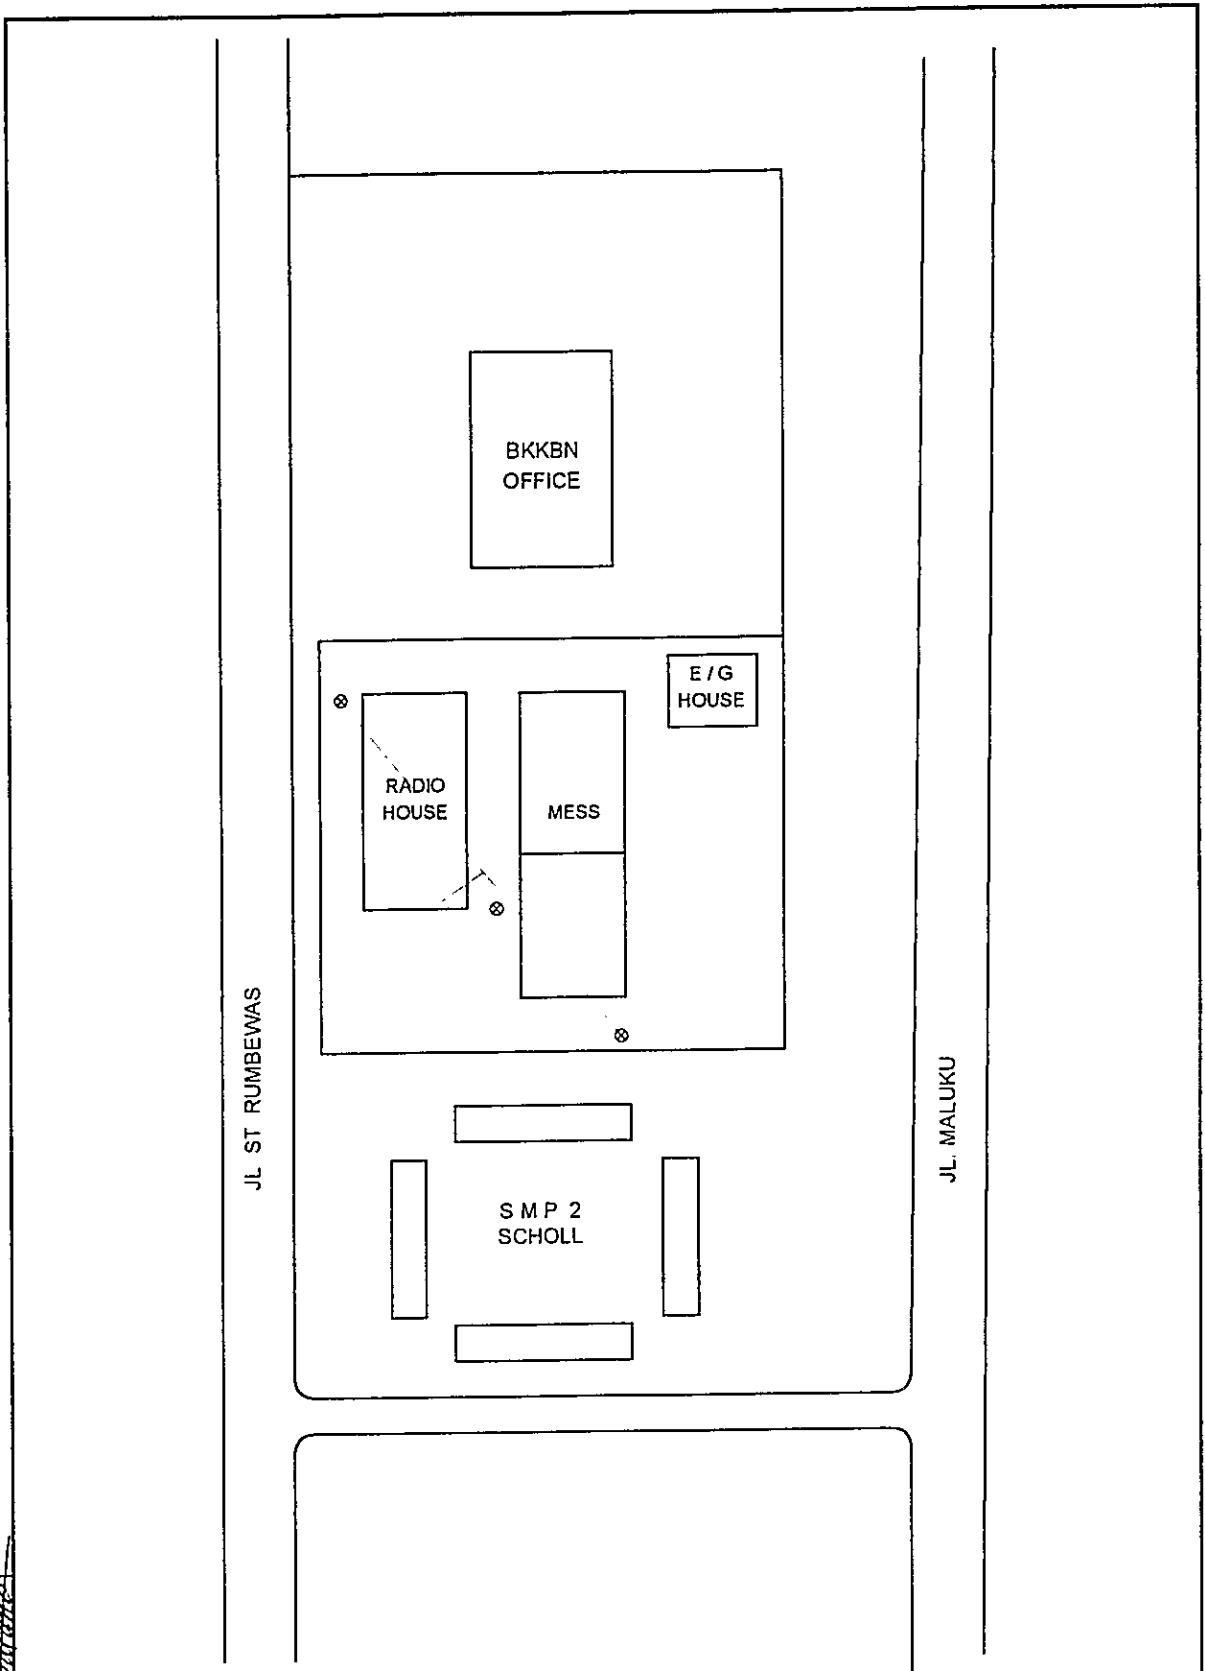 BKKBN
OFFICE
E / G
HOUSE
RADIO
HOUSE
MESS
JL ST RUMBEWAS
JL. MALUKU
S M P 2
SCHOLL